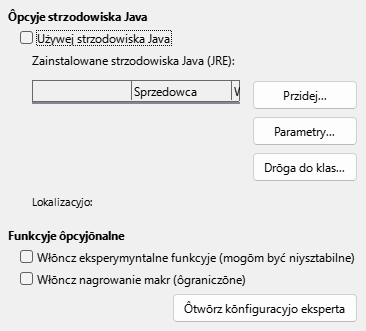 Ôpcyje strzodowiska Java
Używej strzodowiska Java
Zainstalowane strzodowiska Java (JRE):
Sprzedowca
Przidej...
Parametry...
Drōga do klas...
Lokalizacyjo:
Funkcyje ôpcyjōnalne
Włōncz eksperymyntalne funkcyje (mogōm być niysztabilne)
Włōncz nagrowanie makr (ôgraniczōne)
Ôtwōrz kōnfiguracyjo eksperta